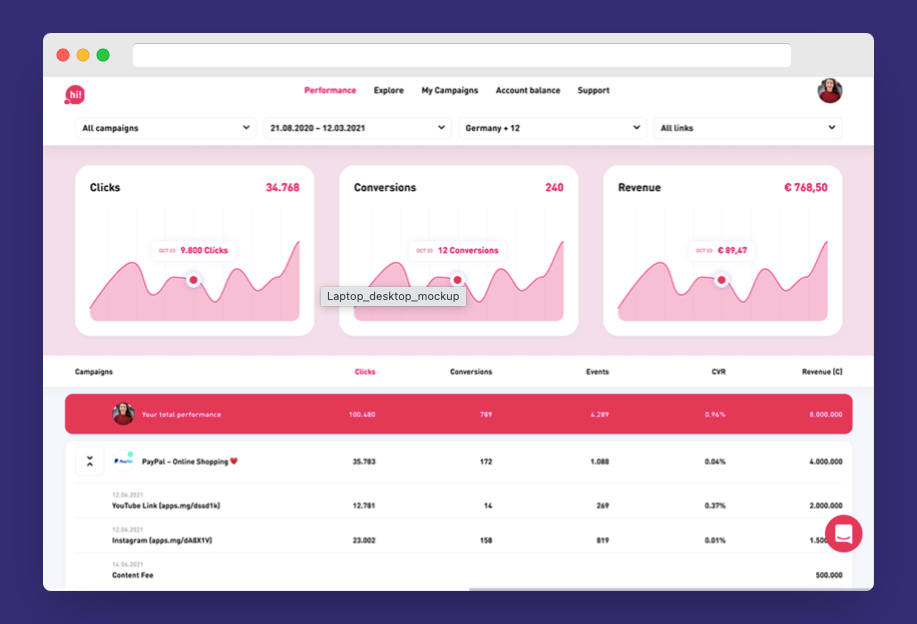 hi!
Performance Explore My Campaigns Account balance Support
All campaigns 21.08.2020 – 12.03.2021 Germany + 12 All links
Clicks 34.768 Conversions 240 Revenue € 768,50
OCT 23 9.800 Clicks OCT 23 12 Conversions OCT 23 € 89,47
Laptop_desktop_mockup
Campaigns Clicks Conversions Events CVR Revenue (€)
Your total performance 100.480 789 4.289 0.96% 8.000.000
PayPal
PayPal – Online Shopping ❤️ 35.783 172 1.088 0.04% 4.000.000
12.06.2021
YouTube Link (apps.mg/dssd1k) 12.781 14 269 0.37% 2.000.000
12.06.2021
Instagram (apps.mg/dA8X1V) 23.002 158 819 0.01% 1.50
14.06.2021
Content Fee 500.000